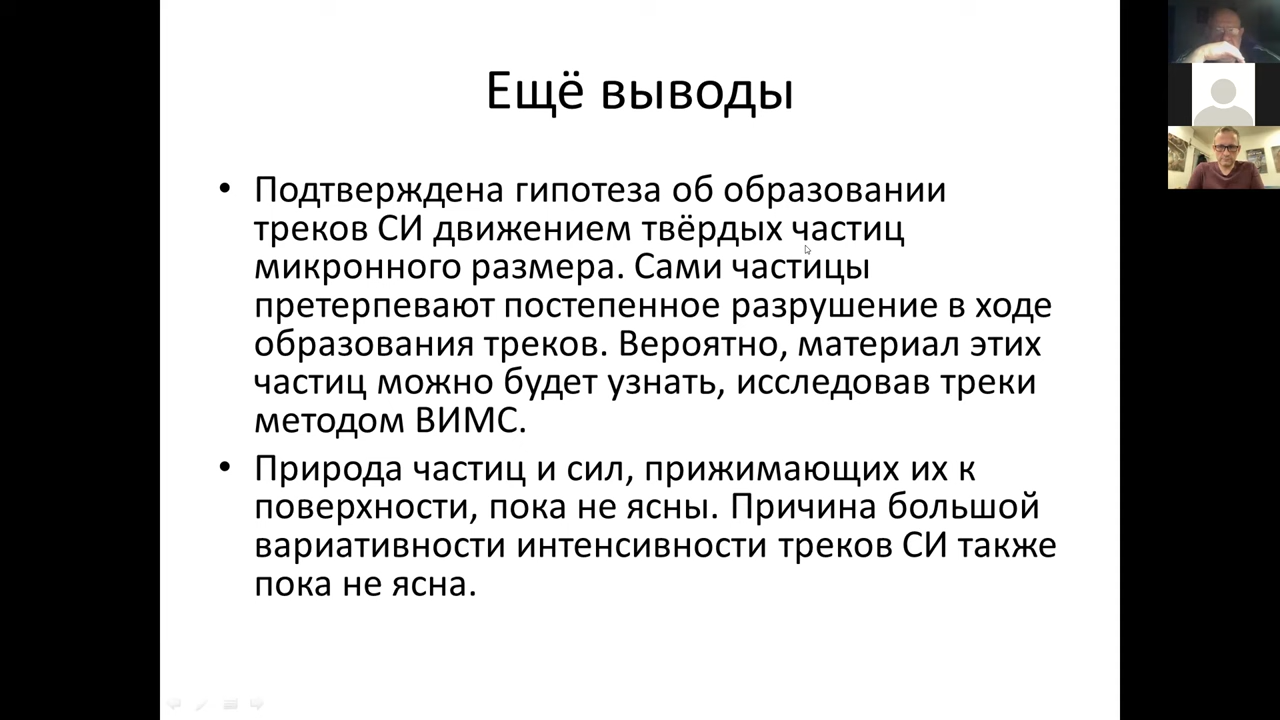 Ещё выводы
• Подтверждена гипотеза об образовании
треков СИ движением твёрдых частиц
микронного размера. Сами частицы
претерпевают постепенное разрушение в ходе
образования треков. Вероятно, материал этих
частиц можно будет узнать, исследовав треки
методом ВИМС.
• Природа частиц и сил, прижимающих их к
поверхности, пока не ясны. Причина большой
вариативности интенсивности треков СИ также
пока не ясна.